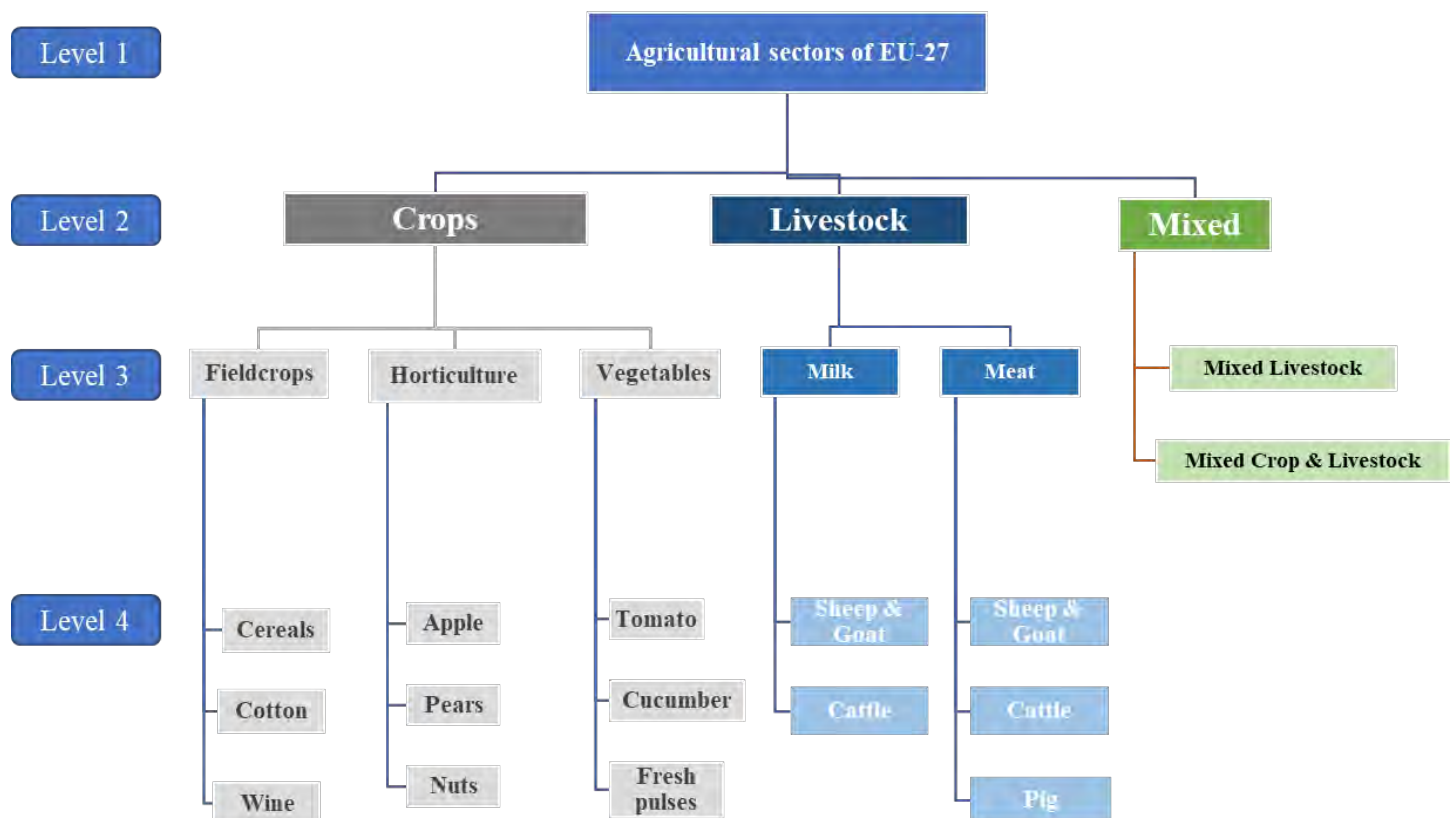 Level 1
Agricultural sectors of EU-27
Level 2
Crops
Livestock
Mixed
Level 3
Fieldcrops
Horticulture
Vegetables
Milk
Meat
Mixed Livestock
Mixed Crop & Livestock
Level 4
Cereals
Cotton
Wine
Apple
Pears
Nuts
Tomato
Cucumber
Fresh
pulses
Sheep &
Goat
Cattle
Sheep &
Goat
Cattle
Pig